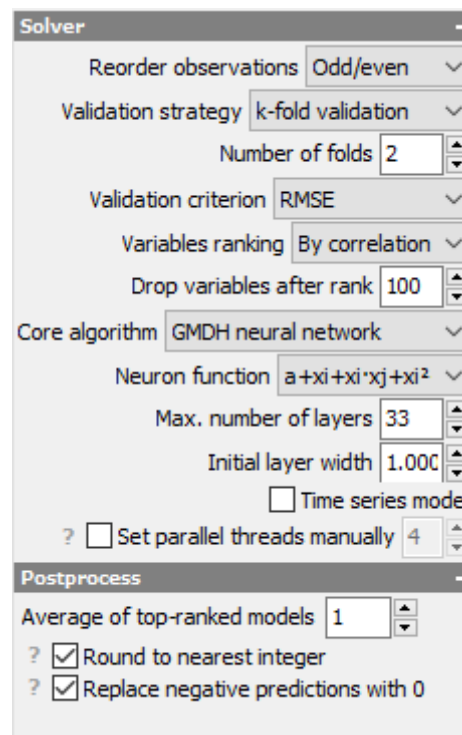 Solver
Reorder observations Odd/even
Validation strategy k-fold validation
Number of folds 2
Validation criterion RMSE
Variables ranking By correlation
Drop variables after rank 100
Core algorithm GMDH neural network
Neuron function a+xi+xi·xj+xi²
Max. number of layers 33
Initial layer width 1.000
Time series mode
? Set parallel threads manually 4
Postprocess
Average of top-ranked models 1
? Round to nearest integer
? Replace negative predictions with 0